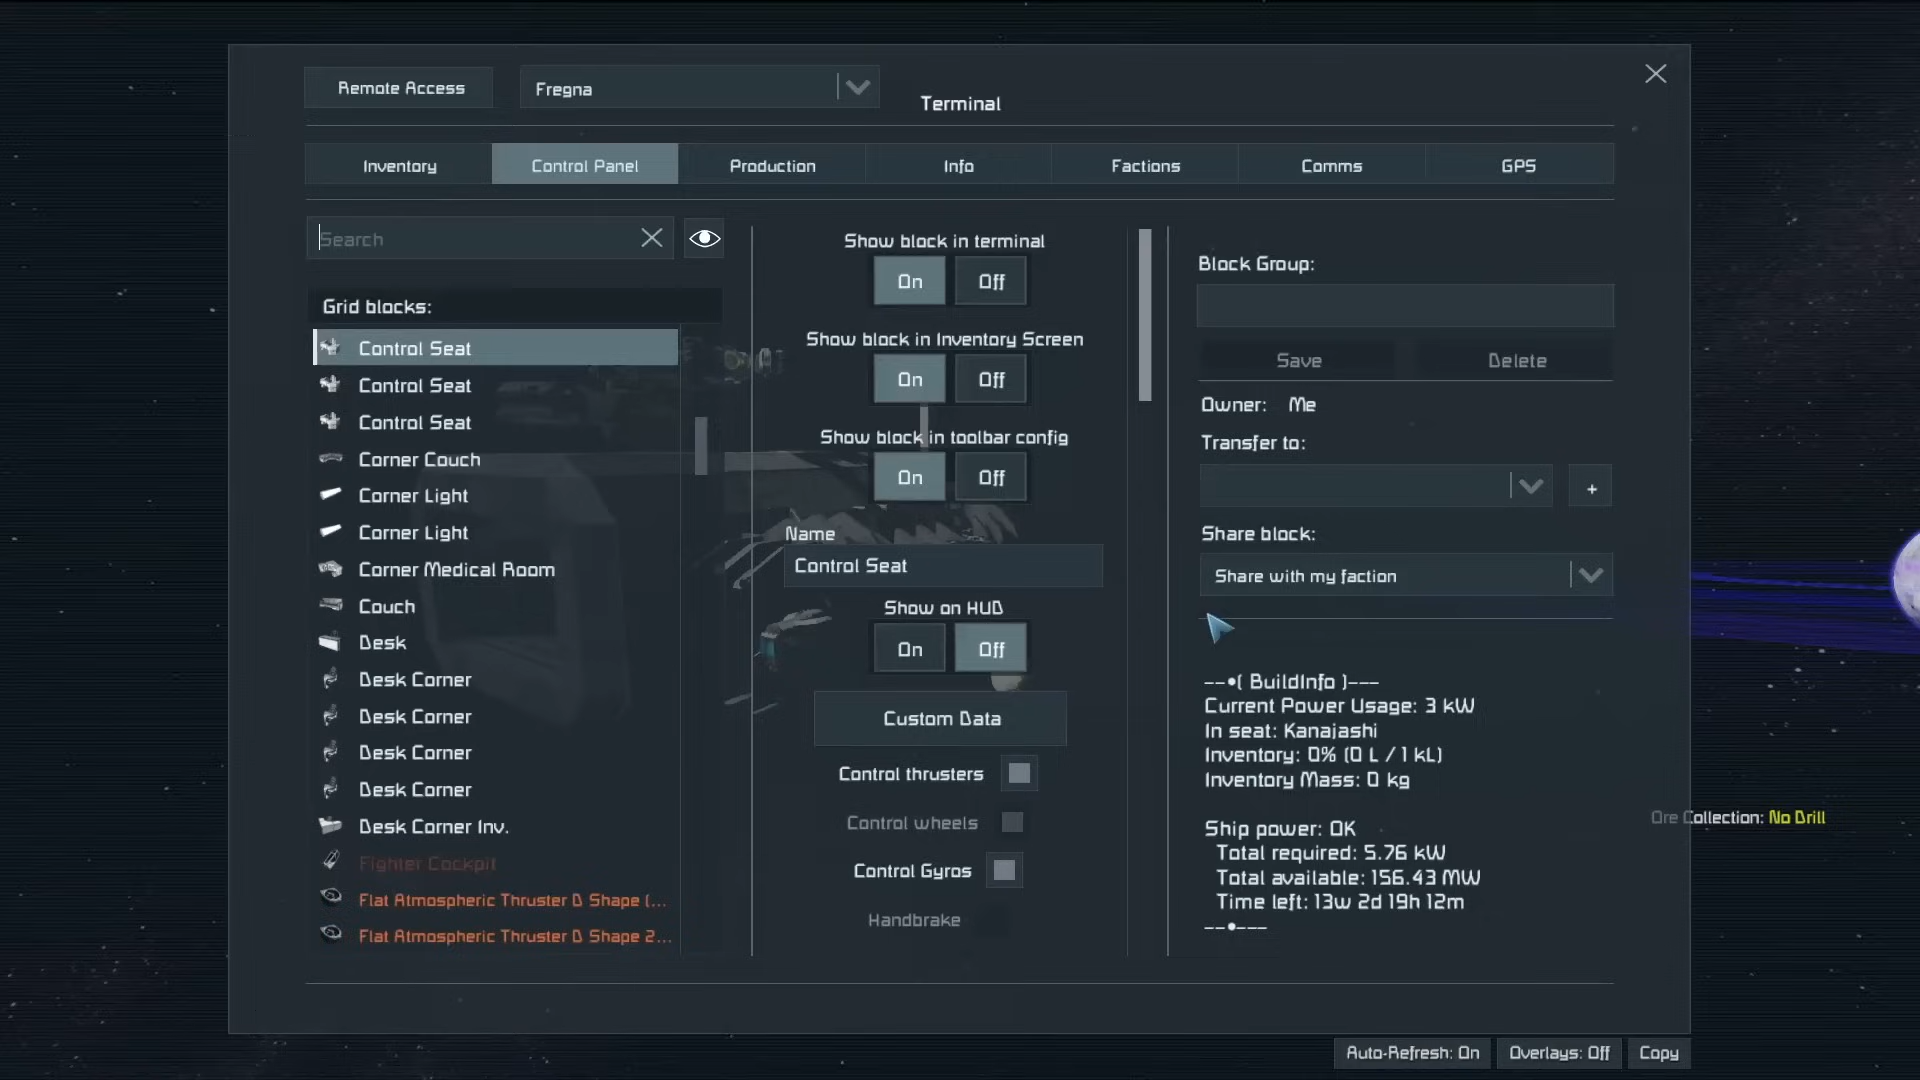 Remote Access
Fregna
Terminal
Inventory
Control Panel
Production
Info
Factions
Comms
GPS
Search
Grid blocks:
Control Seat
Control Seat
Control Seat
Corner Couch
Corner Light
Corner Light
Corner Medical Room
Couch
Desk
Desk Corner
Desk Corner
Desk Corner
Desk Corner
Desk Corner Inv.
Fighter Cockpit
Flat Atmospheric Thruster D Shape (...
Flat Atmospheric Thruster D Shape 2...
Show block in terminal
On Off
Show block in Inventory Screen
On Off
Show block in toolbar config
On Off
Name
Control Seat
Show on HUD
On Off
Custom Data
Control thrusters
Control wheels
Control Gyros
Handbrake
Block Group:
Save Delete
Owner: Me
Transfer to:
+
Share block:
Share with my faction
--•( BuildInfo )---
Current Power Usage: 3 kW
In seat: Kanajashi
Inventory: 0% (0 L / 1 kL)
Inventory Mass: 0 kg
Ship power: OK
Total required: 5.76 kW
Total available: 156.43 MW
Time left: 13w 2d 19h 12m
--•---
Ore Collection: No Drill
Auto-Refresh: On
Overlays: Off
Copy